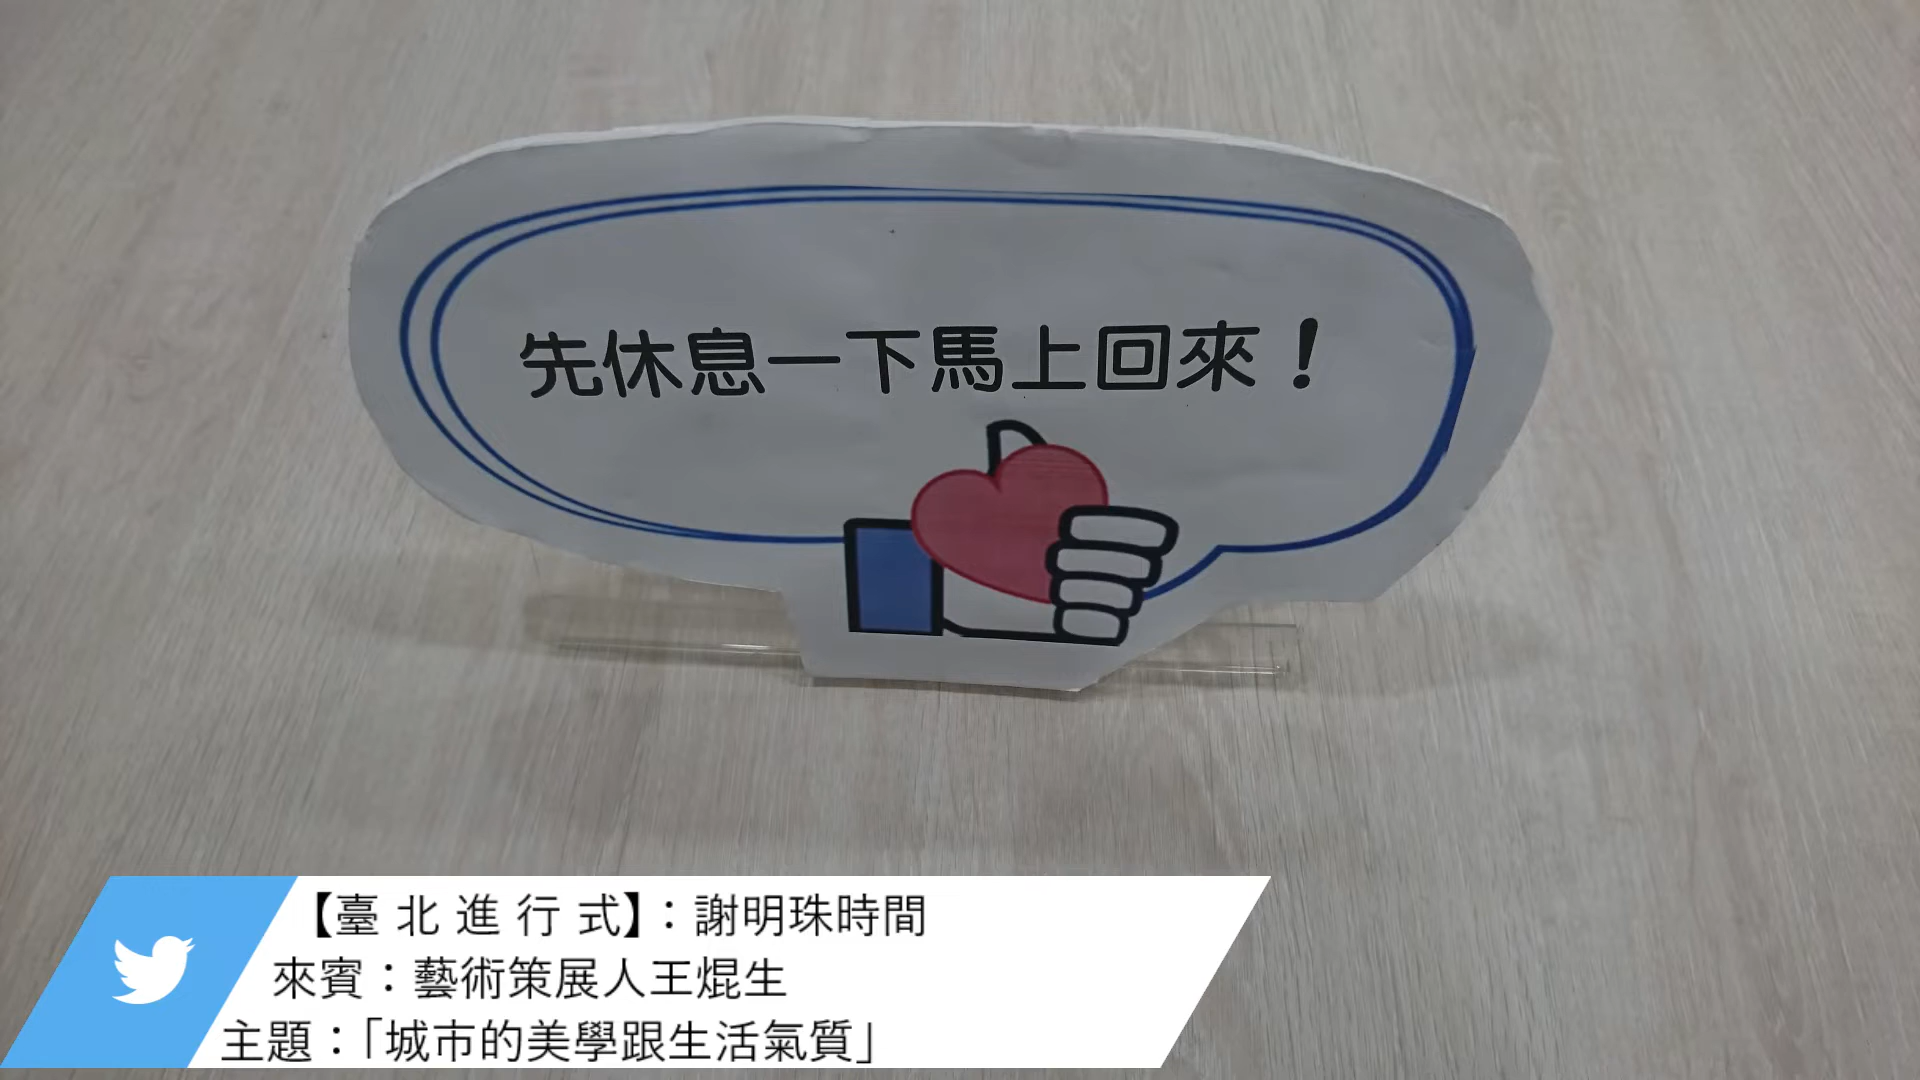 先休息一下馬上回來！
【臺北進行式】：謝明珠時間
來賓：藝術策展人王焜生
主題：「城市的美學跟生活氣質」